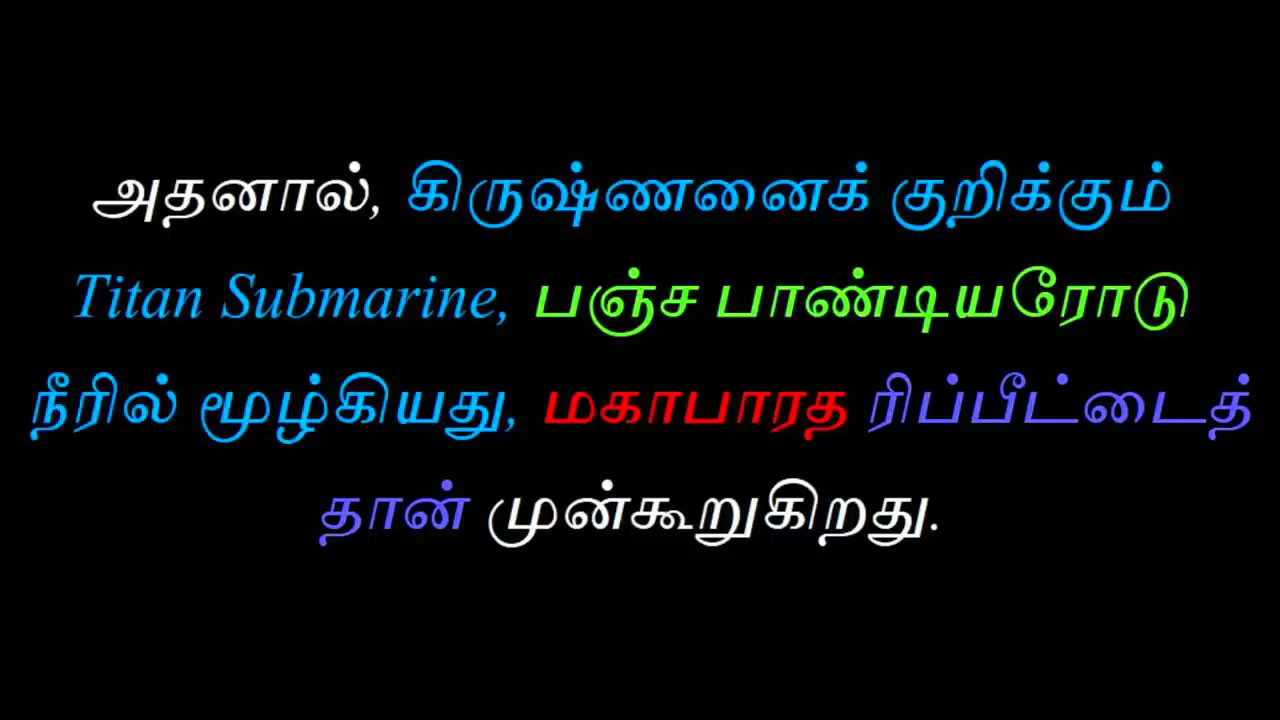 அதனால், கிருஷ்ணனைக் குறிக்கும்
Titan Submarine, பஞ்ச பாண்டியரோடு
நீரில் மூழ்கியது, மகாபாரத ரிப்பீட்டைத்
தான் முன்கூறுகிறது.